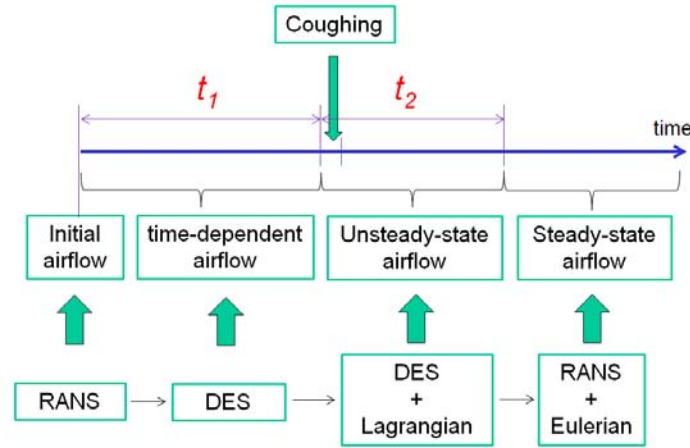 Coughing
t1
t2
time
Initial
airflow
time-dependent
airflow
Unsteady-state
airflow
Steady-state
airflow
RANS
DES
DES
+
Lagrangian
RANS
+
Eulerian